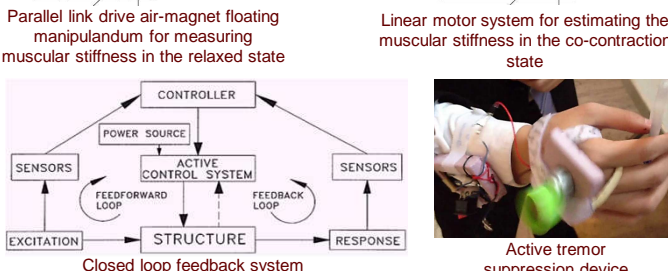 Parallel link drive air-magnet floating
manipulandum for measuring
muscular stiffness in the relaxed state
Linear motor system for estimating the
muscular stiffness in the co-contraction
state
CONTROLLER
POWER SOURCE
SENSORS
ACTIVE
CONTROL SYSTEM
SENSORS
FEEDFORWARD
LOOP
FEEDBACK
LOOP
EXCITATION
STRUCTURE
RESPONSE
Closed loop feedback system
Active tremor
suppression device